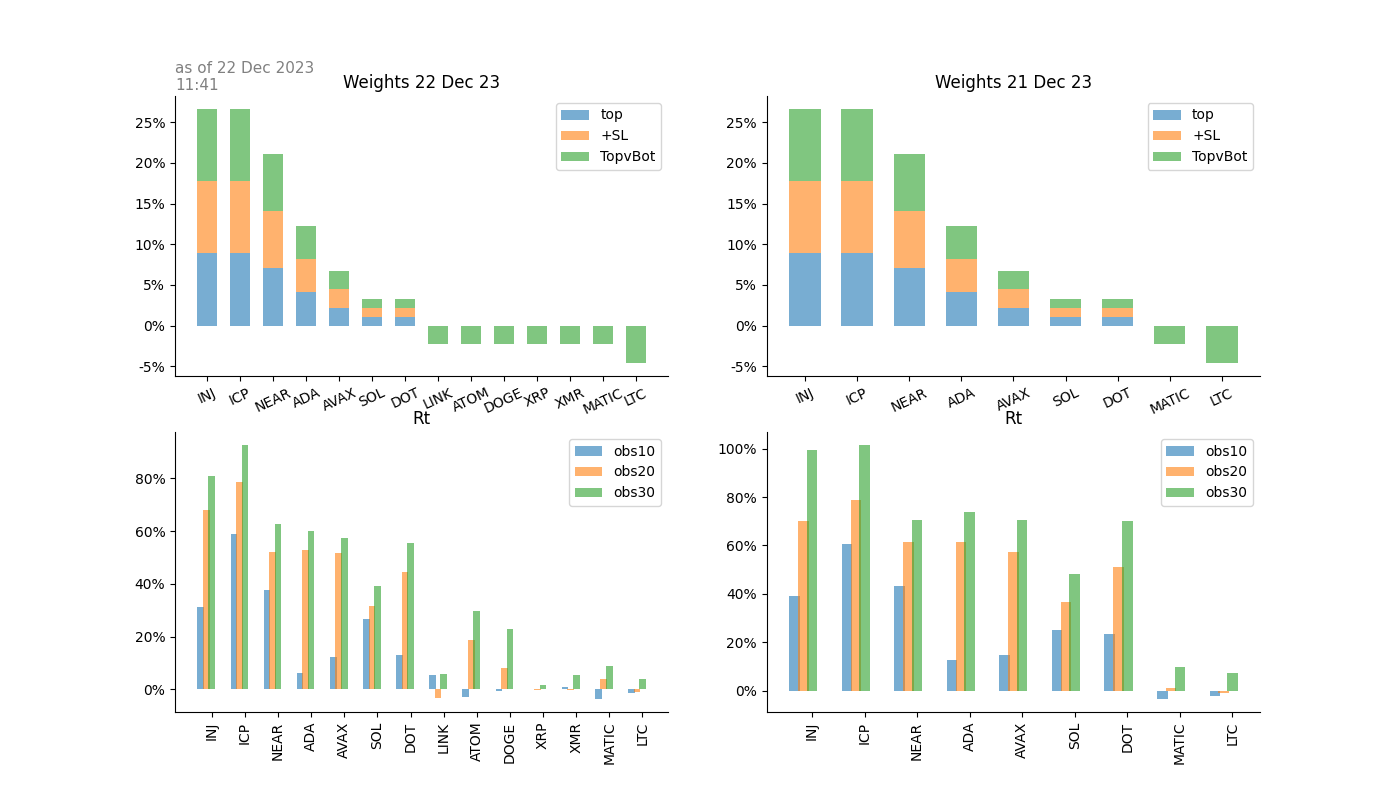 as of 22 Dec 2023
11:41
Weights 22 Dec 23
25%
20%
15%
10%
5%
0%
-5%
top
+SL
TopvBot
INJ ICP NEAR ADA AVAX SOL DOT LINK ATOM DOGE XRP XMR MATIC LTC
Weights 21 Dec 23
25%
20%
15%
10%
5%
0%
-5%
top
+SL
TopvBot
INJ ICP NEAR ADA AVAX SOL DOT MATIC LTC
Rt
80%
60%
40%
20%
0%
obs10
obs20
obs30
INJ ICP NEAR ADA AVAX SOL DOT LINK ATOM DOGE XRP XMR MATIC LTC
Rt
100%
80%
60%
40%
20%
0%
obs10
obs20
obs30
INJ ICP NEAR ADA AVAX SOL DOT MATIC LTC